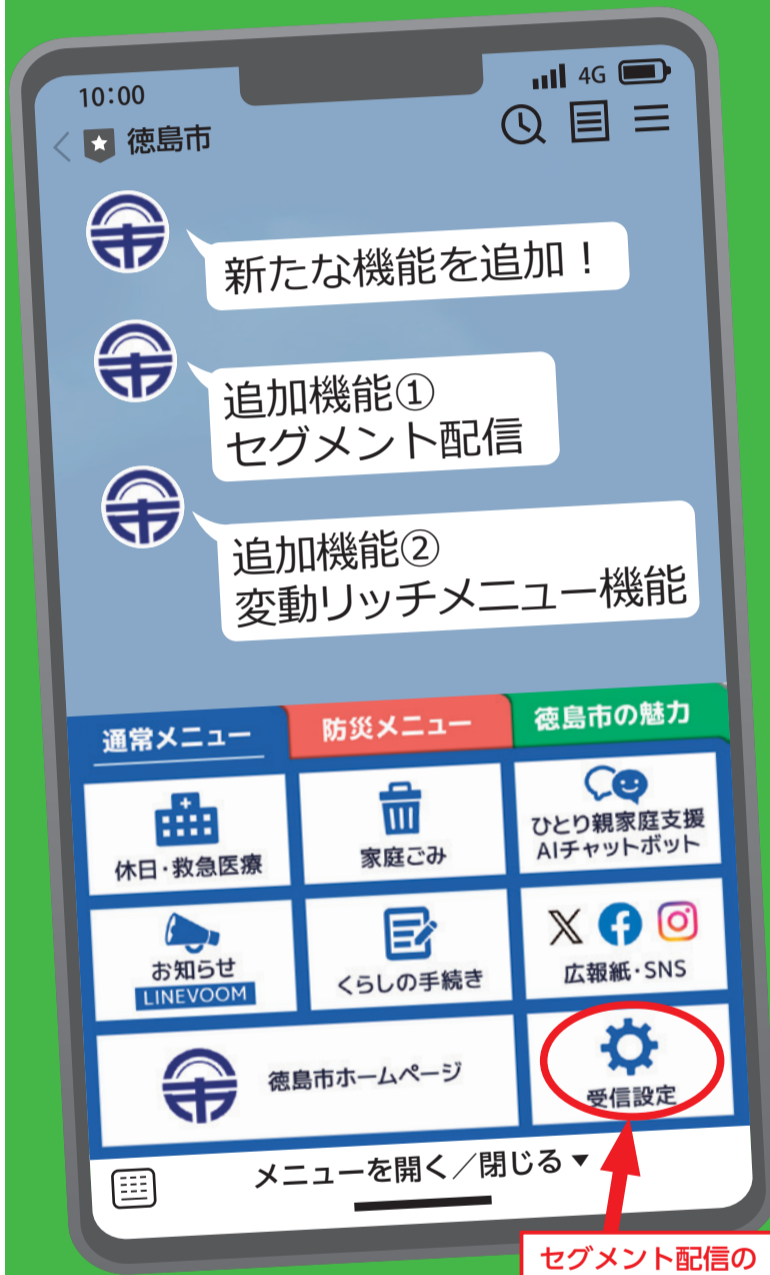 10:00
4G
徳島市
新たな機能を追加！
追加機能①
セグメント配信
追加機能②
変動リッチメニュー機能
通常メニュー
防災メニュー
徳島市の魅力
休日･救急医療
家庭ごみ
ひとり親家庭支援
AIチャットボット
お知らせ
LINEVOOM
くらしの手続き
広報紙･SNS
徳島市ホームページ
受信設定
メニューを開く／閉じる▼
セグメント配信の